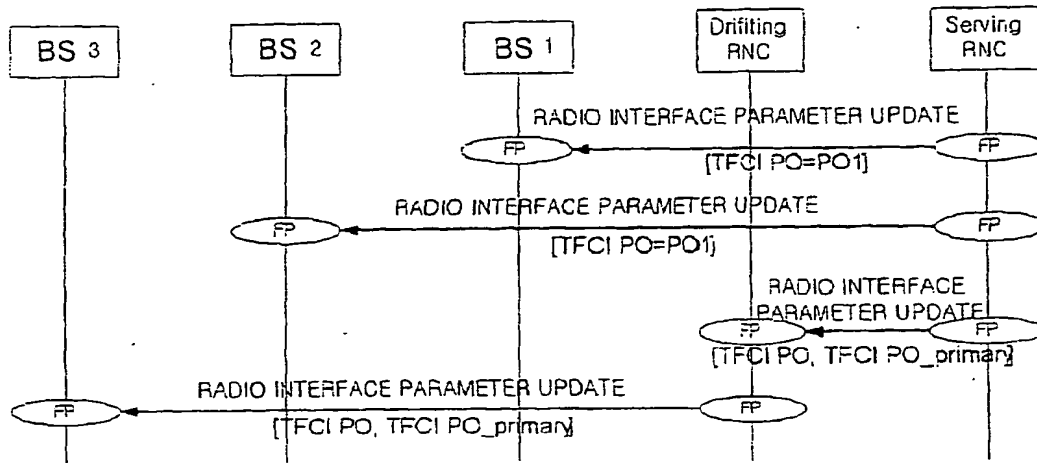 BS 3
BS 2
BS 1
Drifiting
RNC
Serving
RNC
RADIO INTERFACE PARAMETER UPDATE
FP
FP
[TFCI PO=PO1]
RADIO INTERFACE PARAMETER UPDATE
FP
FP
[TFCI PO=PO1]
RADIO INTERFACE
PARAMETER UPDATE
FP
FP
[TFCI PO, TFCI PO_primary]
RADIO INTERFACE PARAMETER UPDATE
FP
FP
[TFCI PO, TFCI PO_primary]